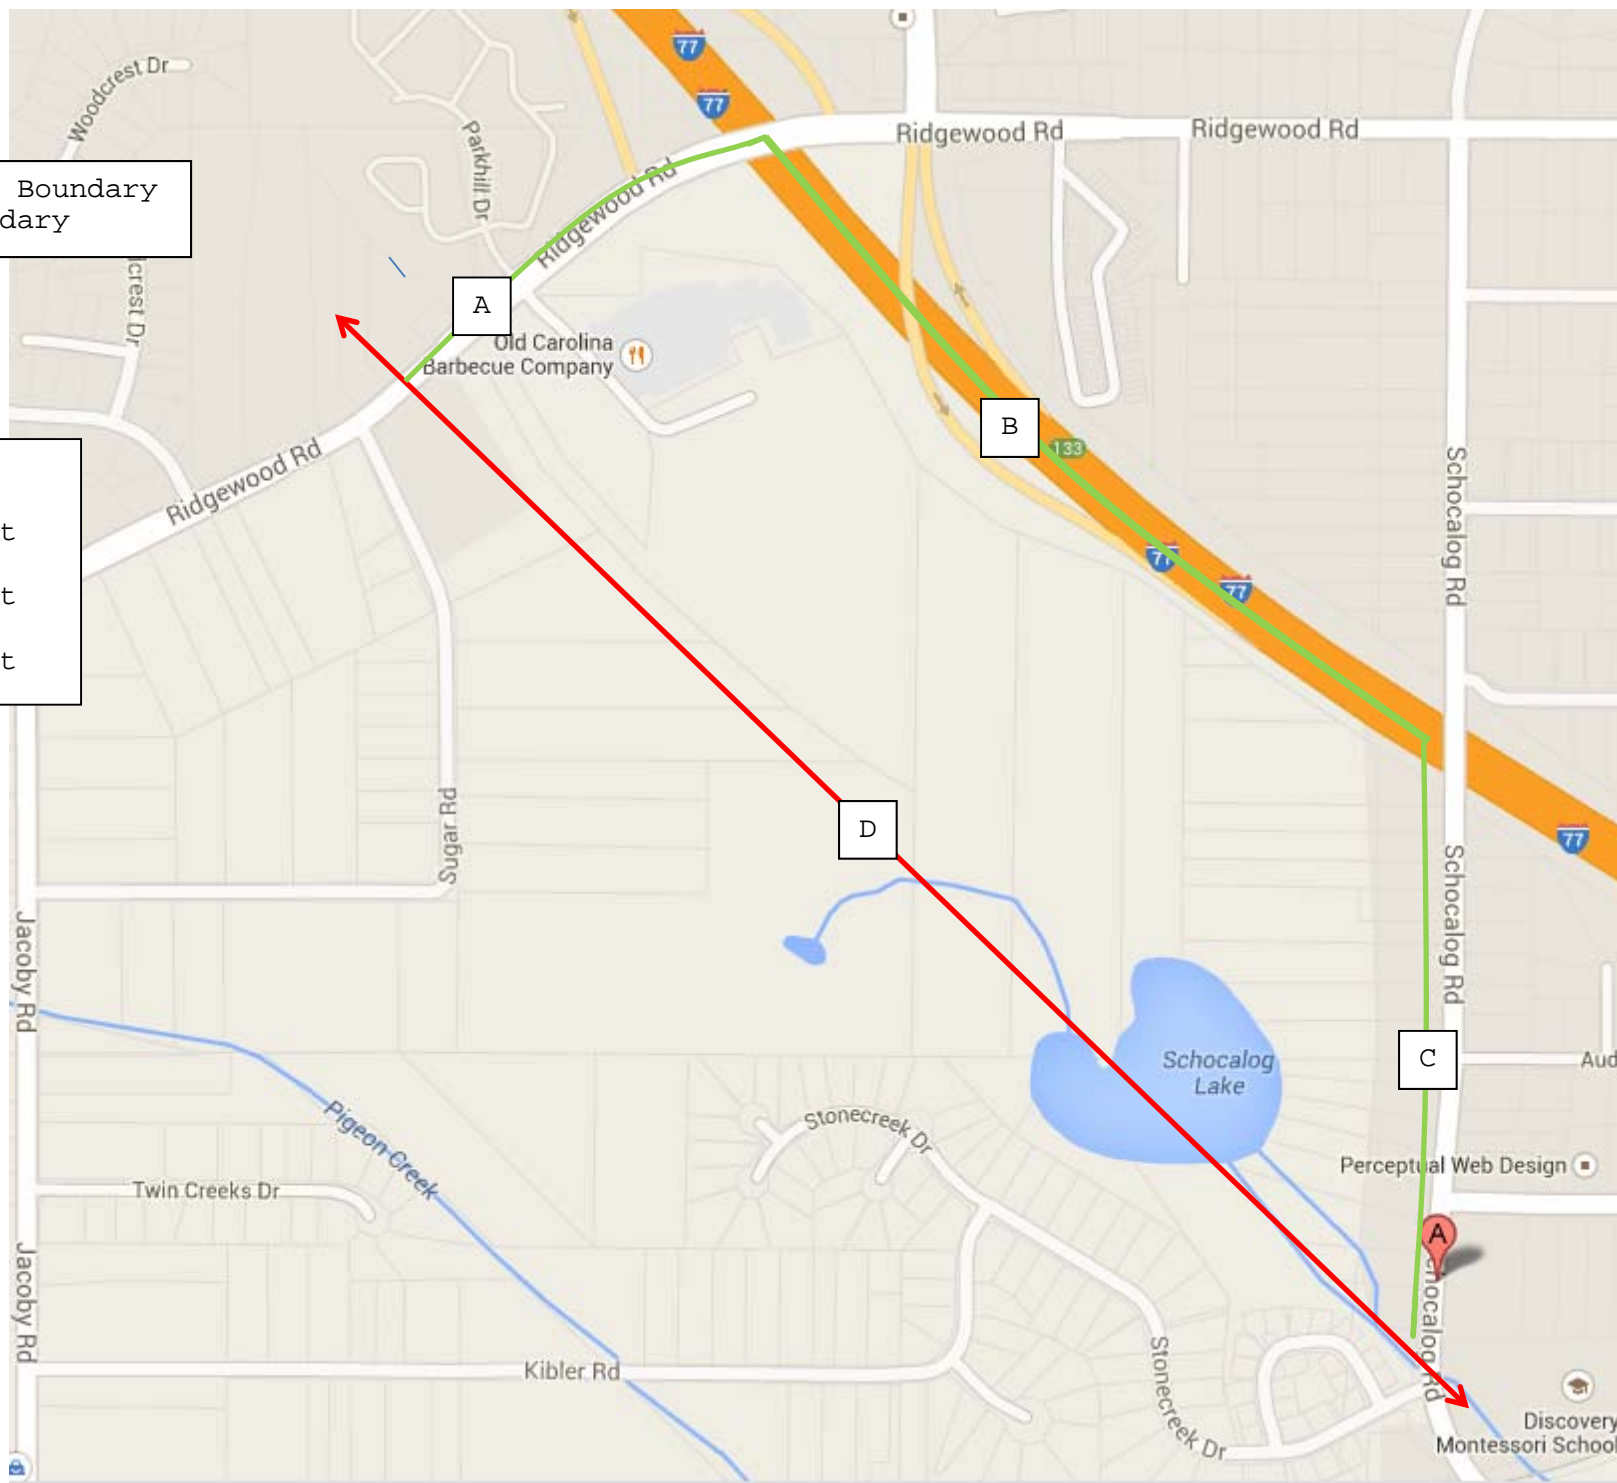 77
77
Woodcrest Dr
Parkhill Dr
Ridgewood Rd
Ridgewood Rd
Boundary
dary
Ridgewood Rd
crest Dr
A
Old Carolina
Barbecue Company
B
133
Ridgewood Rd
Schocalog Rd
t
t
t
77
77
D
Sugar Rd
77
Schocalog Rd
Jacoby Rd
C
Schocalog
Lake
Aud
Stonecreek Dr
Pigeon Creek
Perceptual Web Design
Twin Creeks Dr
A
Schocalog Rd
Jacoby Rd
Kibler Rd
Stonecreek Dr
Discovery
Montessori School